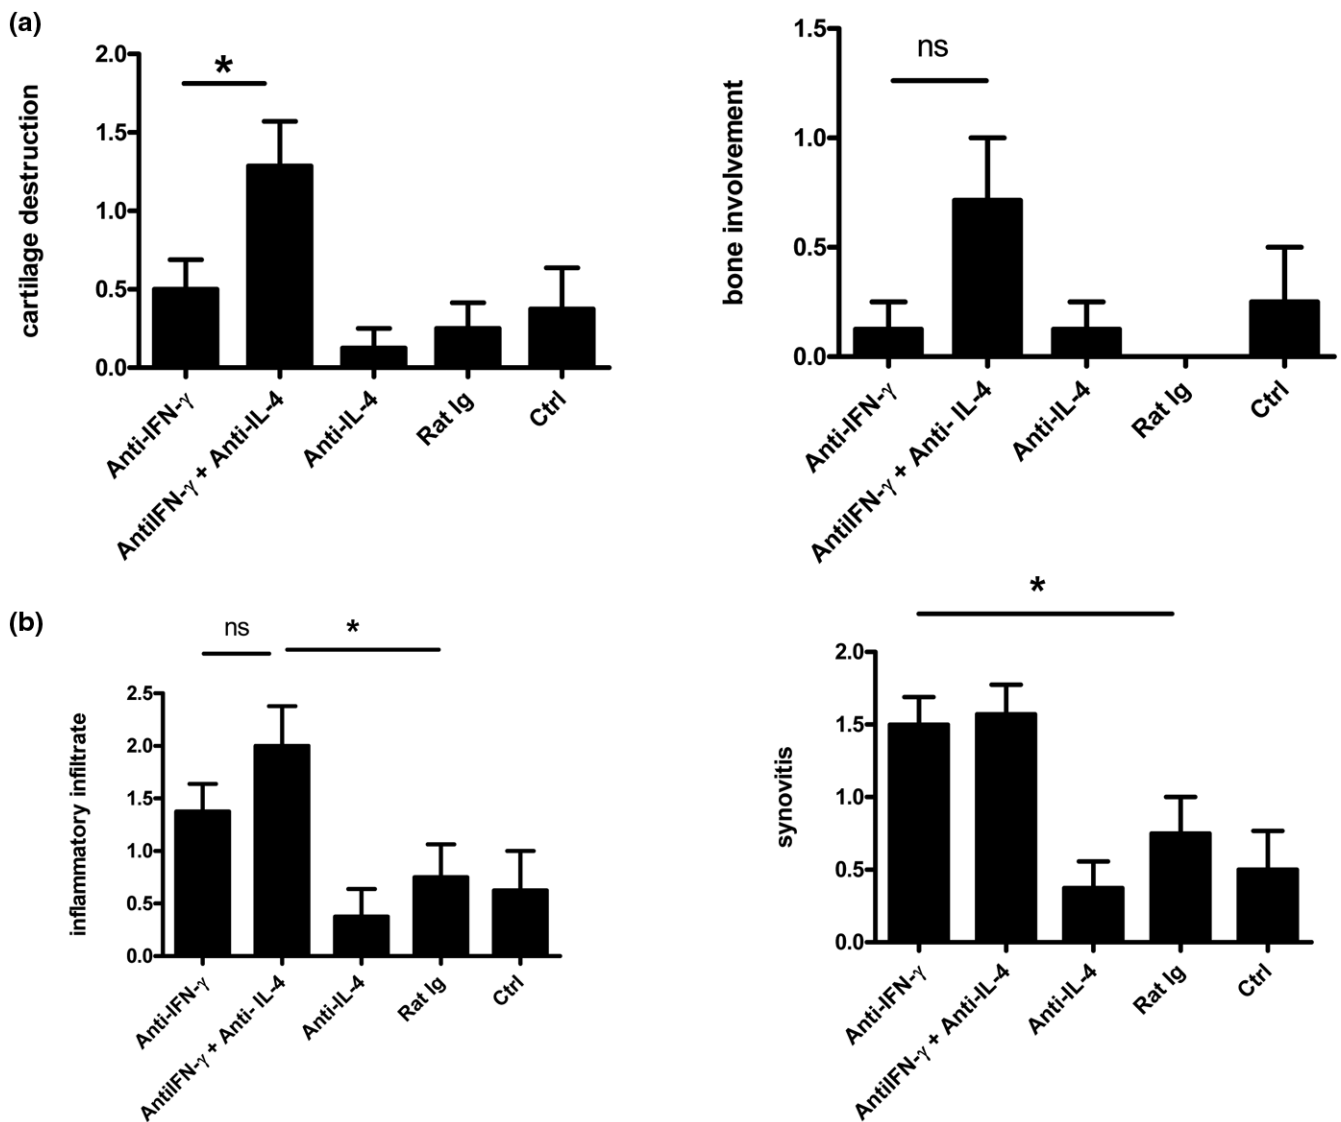 (a)
*
2.0
1.5
1.0
0.5
0.0
cartilage destruction
Anti-IFN-γ
AntiIFN-γ + Anti-IL-4
Anti-IL-4
Rat Ig
Ctrl
ns
1.5
1.0
0.5
0.0
bone involvement
Anti-IFN-γ
AntiIFN-γ + Anti- IL-4
Anti-IL-4
Rat Ig
Ctrl
(b)
ns
*
2.5
2.0
1.5
1.0
0.5
0.0
inflammatory infiltrate
Anti-IFN-γ
AntiIFN-γ + Anti- IL-4
Anti-IL-4
Rat Ig
Ctrl
*
2.0
1.5
1.0
0.5
0.0
synovitis
Anti-IFN-γ
AntiIFN-γ + Anti-IL-4
Anti-IL-4
Rat Ig
Ctrl